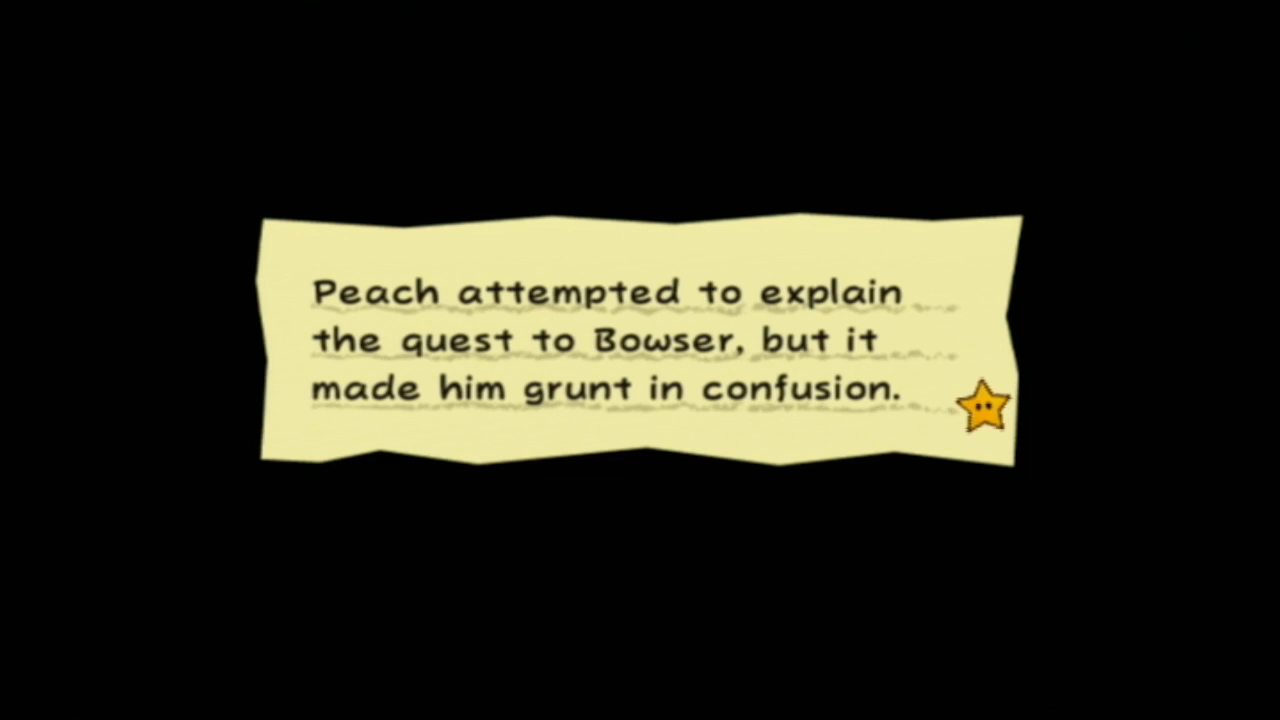 Peach attempted to explain
the quest to Bowser, but it
made him grunt in confusion.